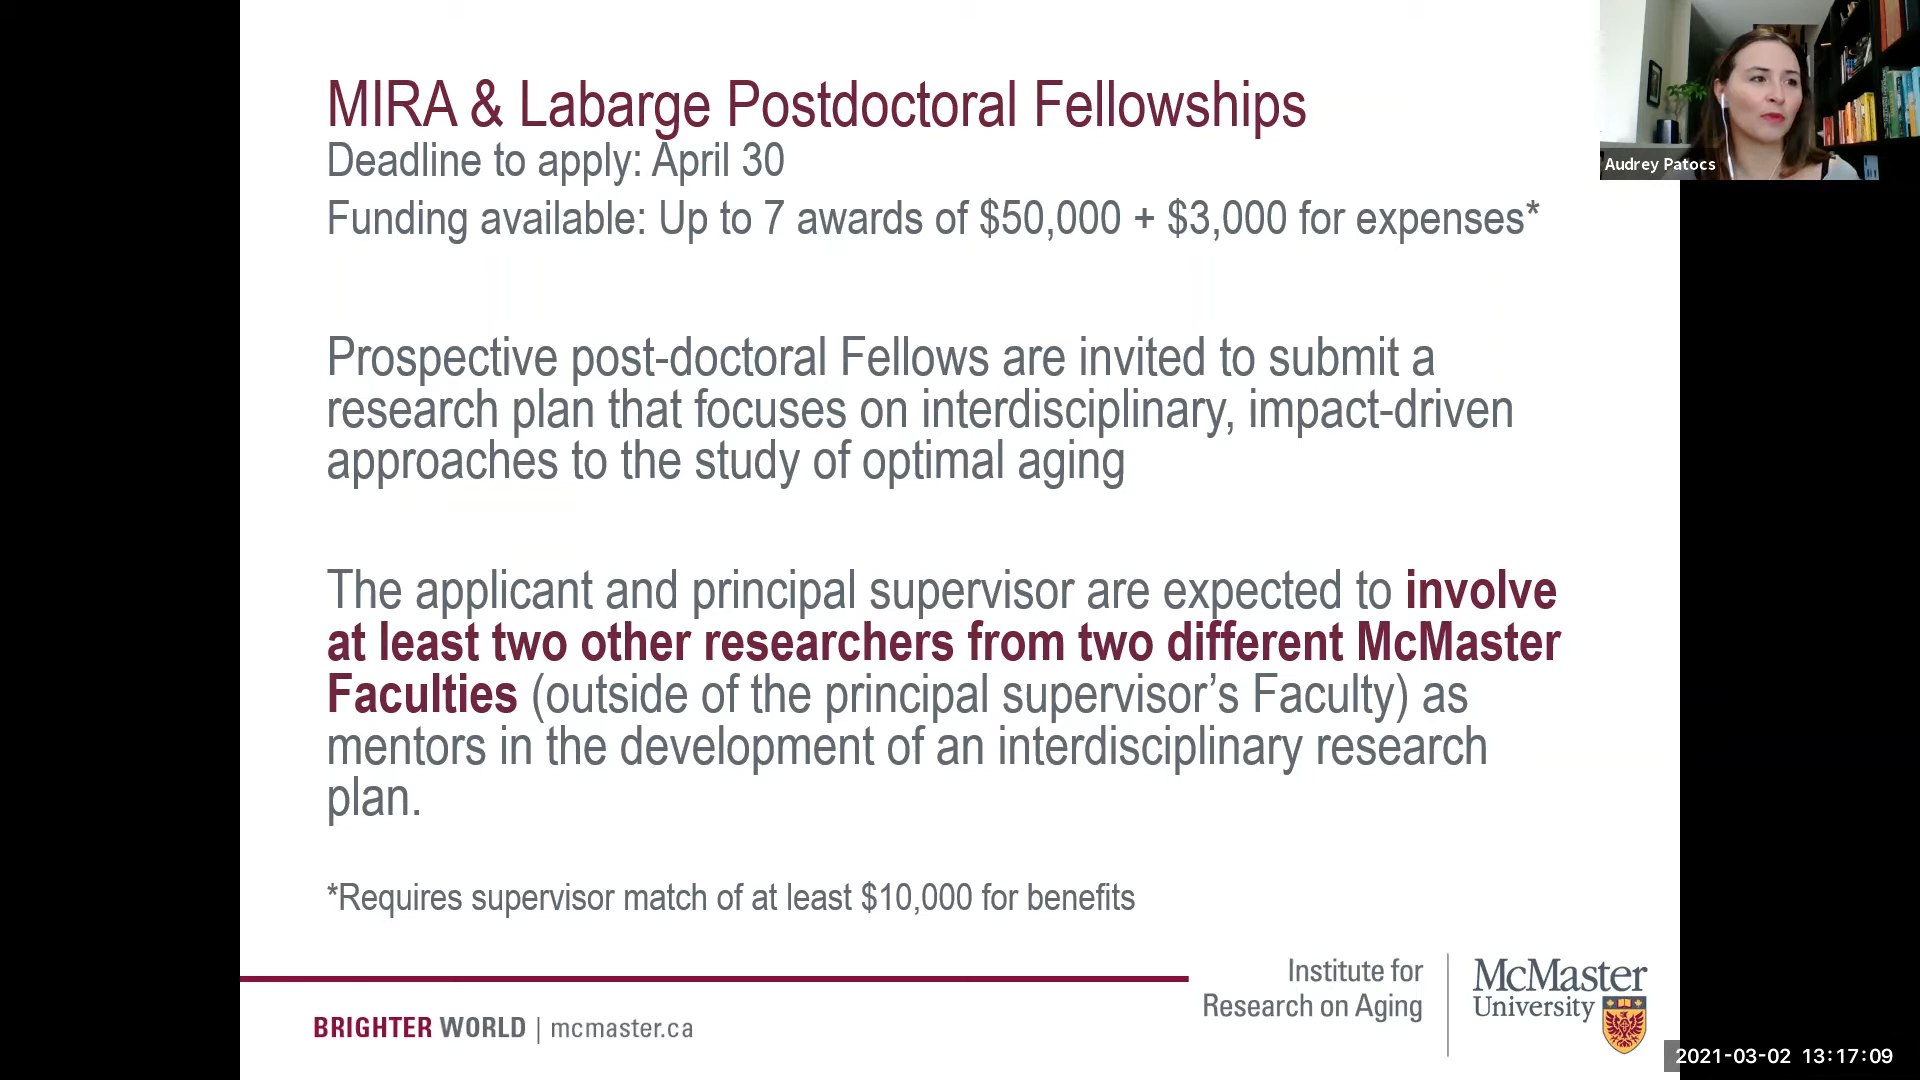 MIRA & Labarge Postdoctoral Fellowships
Deadline to apply: April 30
Funding available: Up to 7 awards of $50,000 + $3,000 for expenses*
Prospective post-doctoral Fellows are invited to submit a
research plan that focuses on interdisciplinary, impact-driven
approaches to the study of optimal aging
The applicant and principal supervisor are expected to involve
at least two other researchers from two different McMaster
Faculties (outside of the principal supervisor’s Faculty) as
mentors in the development of an interdisciplinary research
plan.
*Requires supervisor match of at least $10,000 for benefits
BRIGHTER WORLD | mcmaster.ca
Institute for
Research on Aging
McMaster
University
Audrey Patocs
2021-03-02 13:17:09